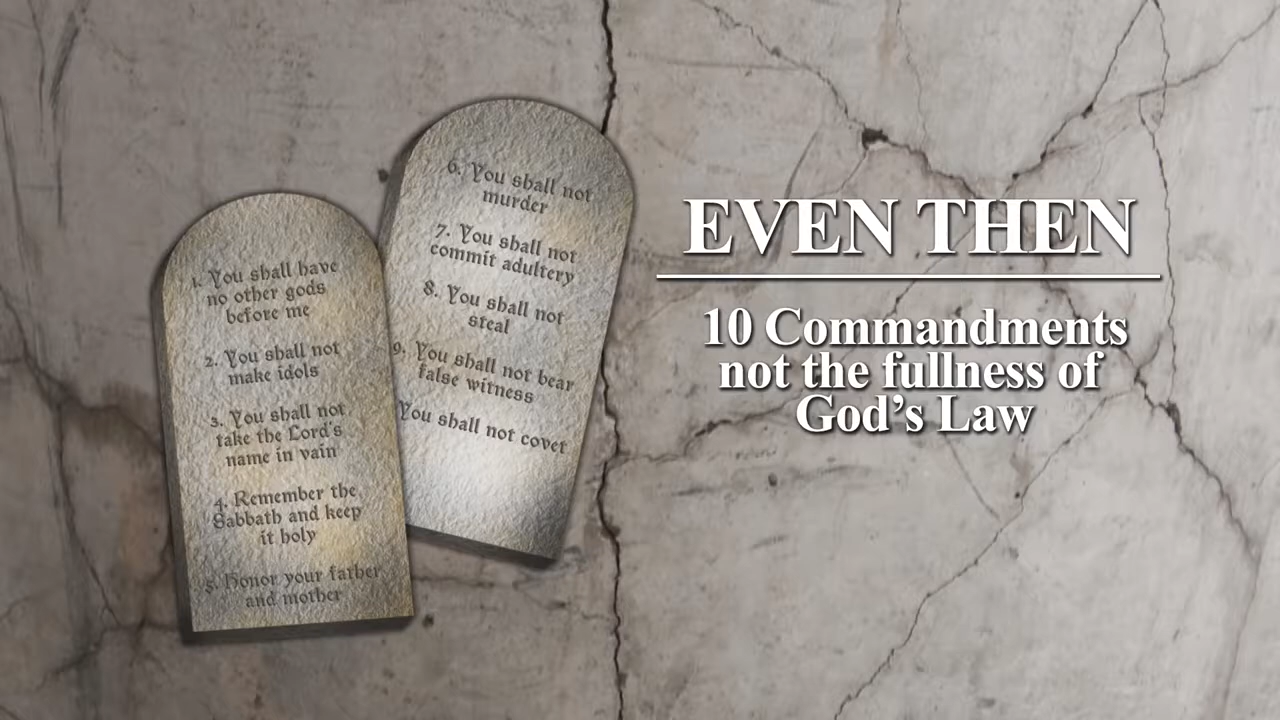 1. You shall have
no other gods
before me
2. You shall not
make idols
3. You shall not
take the Lord's
name in vain
4. Remember the
Sabbath and keep
it holy
5. Honor your father
and mother
6. You shall not
murder
7. You shall not
commit adultery
8. You shall not
steal
9. You shall not bear
false witness
You shall not covet
EVEN THEN
10 Commandments
not the fullness of
God's Law